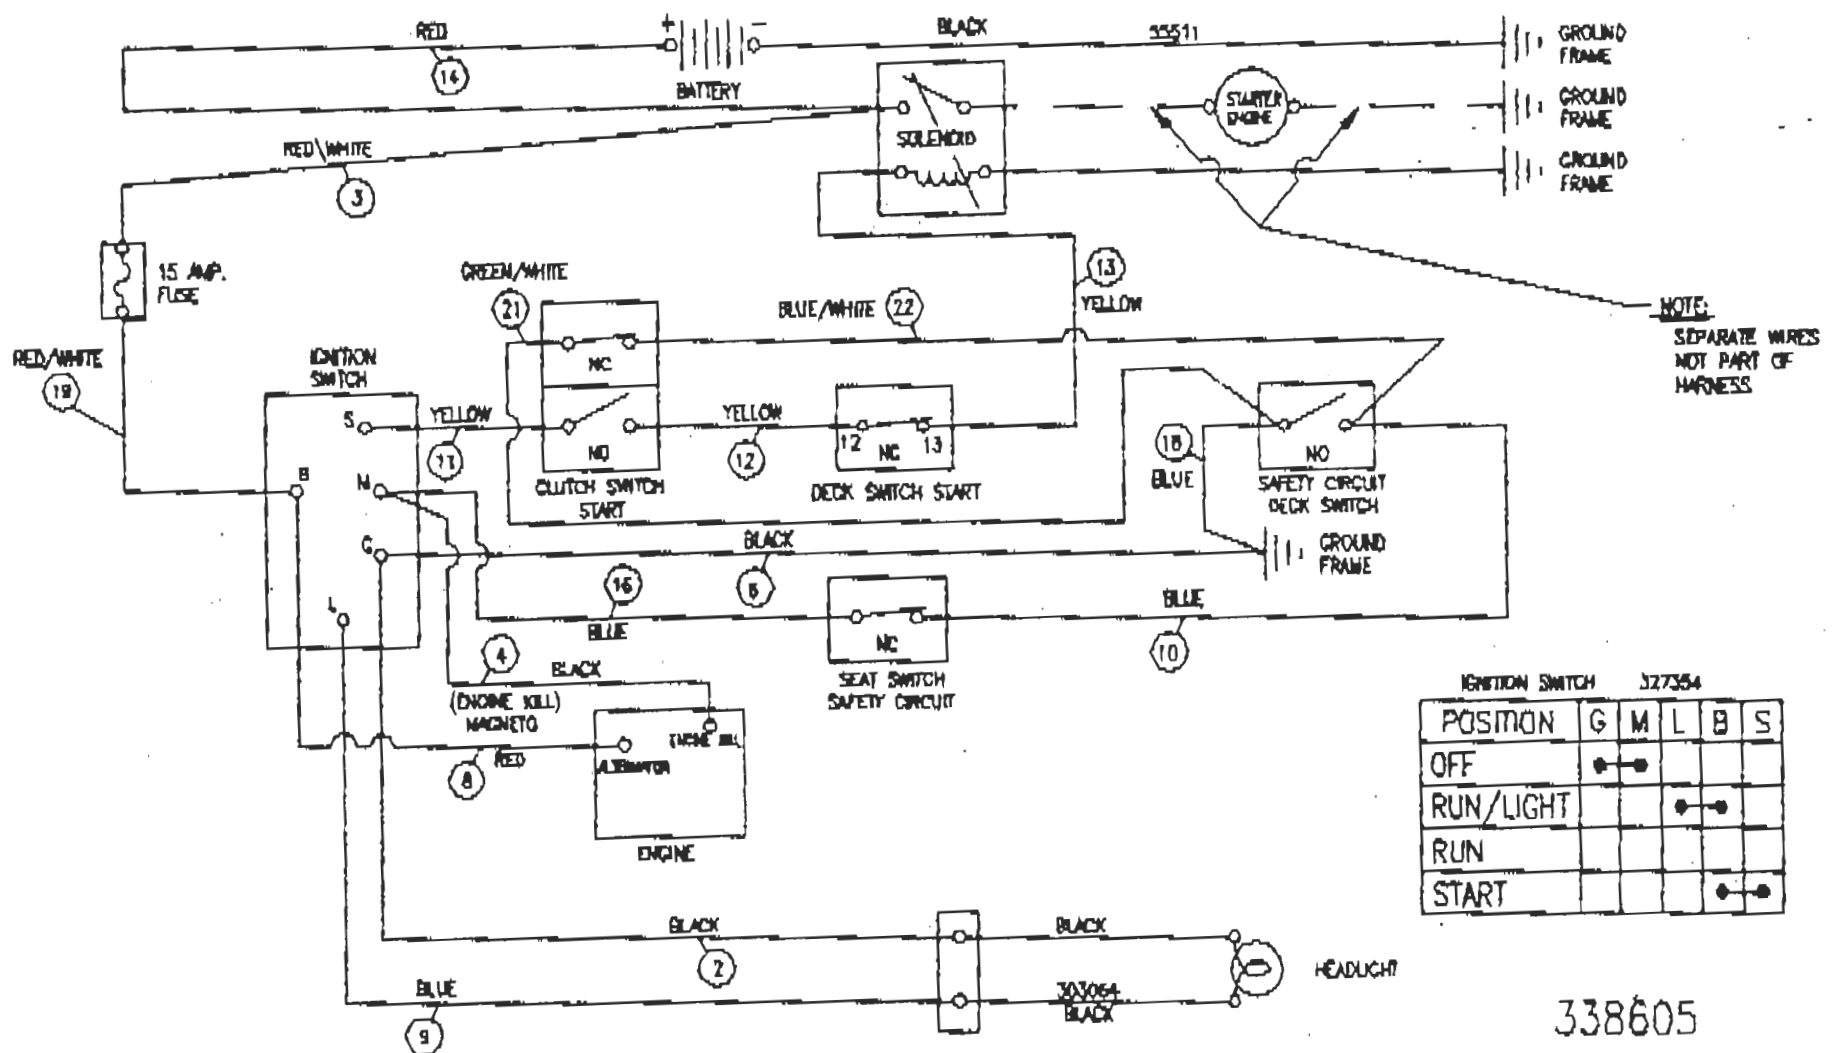 RED
14
+
−
BATTERY
BLACK
55511
GROUND
FRAME
STARTER
ENGINE
GROUND
FRAME
SOLENOID
GROUND
FRAME
RED\WHITE
3
15 AMP.
FUSE
GREEN/WHITE
21
BLUE/WHITE
22
13
YELLOW
NOTE:
SEPARATE WIRES
NOT PART OF
HARNESS
RED/WHITE
19
IGNITION
SWITCH
S
B
M
G
L
YELLOW
11
NC
NO
CLUTCH SWITCH
START
YELLOW
12
12
NC
13
DECK SWITCH START
18
BLUE
NO
SAFETY CIRCUIT
DECK SWITCH
BLACK
GROUND
FRAME
BLUE
NC
SEAT SWITCH
SAFETY CIRCUIT
BLUE
10
4
BLACK
(ENGINE KILL)
MAGNETO
ENGINE KILL
ALTERNATOR
8
RED
ENGINE
IGNITION SWITCH 327354
POSITION G M L B S
OFF
RUN/LIGHT
RUN
START
BLACK
2
BLACK
BLUE
9
303064
BLACK
HEADLIGHT
338605